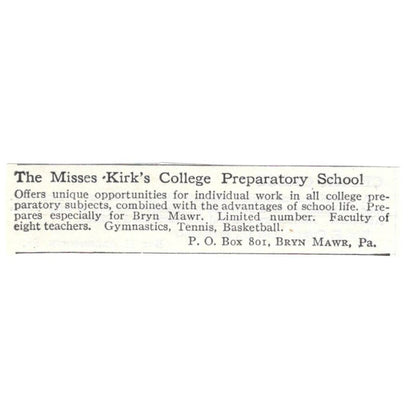 The Misses Kirk's College Preparatory School
Offers unique opportunities for individual work in all college pre-
paratory subjects, combined with the advantages of school life. Pre-
pares especially for Bryn Mawr. Limited number. Faculty of
eight teachers. Gymnastics, Tennis, Basketball.
P. O. Box 801, Bryn Mawr, Pa.